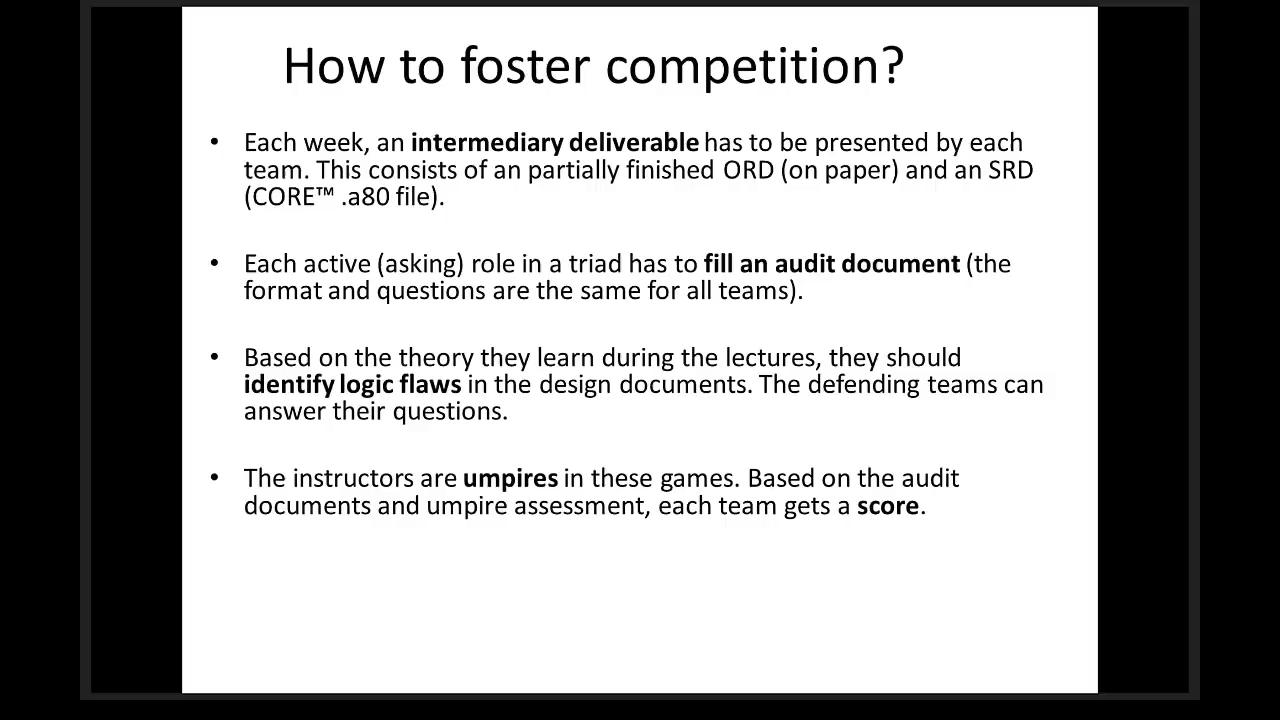 How to foster competition?
• Each week, an intermediary deliverable has to be presented by each
team. This consists of an partially finished ORD (on paper) and an SRD
(CORE™ .a80 file).
• Each active (asking) role in a triad has to fill an audit document (the
format and questions are the same for all teams).
• Based on the theory they learn during the lectures, they should
identify logic flaws in the design documents. The defending teams can
answer their questions.
• The instructors are umpires in these games. Based on the audit
documents and umpire assessment, each team gets a score.